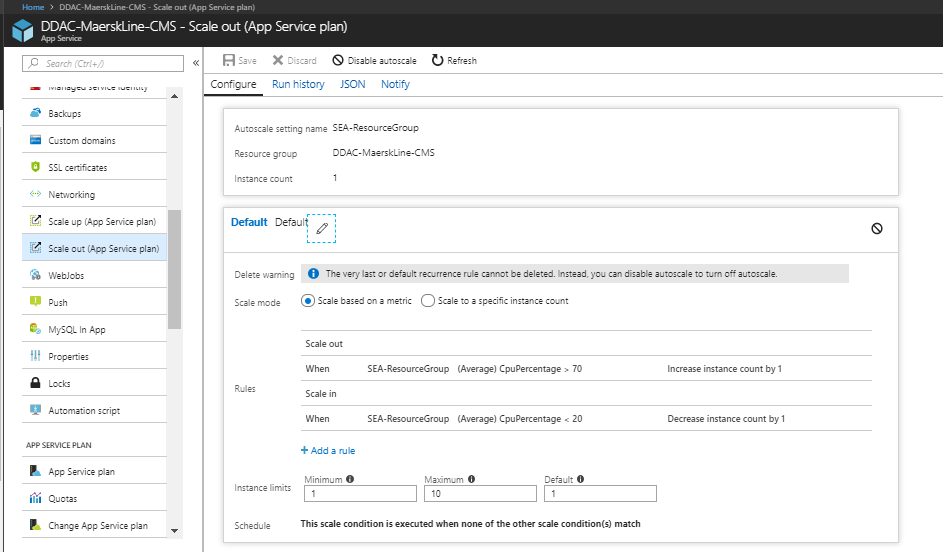 Home > DDAC-MaerskLine-CMS - Scale out (App Service plan)
DDAC-MaerskLine-CMS - Scale out (App Service plan)
App Service
Search (Ctrl+/)
«
Managed service identity
Backups
Custom domains
SSL certificates
Networking
Scale up (App Service plan)
Scale out (App Service plan)
WebJobs
Push
MySQL In App
Properties
Locks
Automation script
APP SERVICE PLAN
App Service plan
Quotas
Change App Service plan
Save Discard Disable autoscale Refresh
Configure Run history JSON Notify
Autoscale setting name SEA-ResourceGroup
Resource group DDAC-MaerskLine-CMS
Instance count 1
Default Default
Delete warning The very last or default recurrence rule cannot be deleted. Instead, you can disable autoscale to turn off autoscale.
Scale mode Scale based on a metric Scale to a specific instance count
Rules
Scale out
When SEA-ResourceGroup (Average) CpuPercentage > 70 Increase instance count by 1
Scale in
When SEA-ResourceGroup (Average) CpuPercentage < 20 Decrease instance count by 1
+ Add a rule
Instance limits
Minimum Maximum Default
1 10 1
Schedule This scale condition is executed when none of the other scale condition(s) match